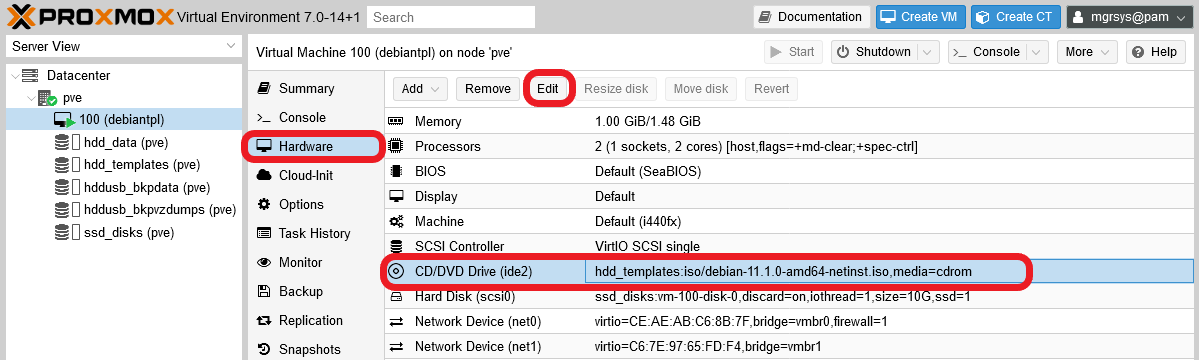 PROXMOX Virtual Environment 7.0-14+1 Search Documentation Create VM Create CT mgrsys@pam
Server View
Datacenter
pve
100 (debiantpl)
hdd_data (pve)
hdd_templates (pve)
hddusb_bkpdata (pve)
hddusb_bkpvzdumps (pve)
ssd_disks (pve)
Virtual Machine 100 (debiantpl) on node 'pve' Start Shutdown Console More Help
Summary
Console
Hardware
Cloud-Init
Options
Task History
Monitor
Backup
Replication
Snapshots
Add Remove Edit Resize disk Move disk Revert
Memory 1.00 GiB/1.48 GiB
Processors 2 (1 sockets, 2 cores) [host,flags=+md-clear;+spec-ctrl]
BIOS Default (SeaBIOS)
Display Default
Machine Default (i440fx)
SCSI Controller VirtIO SCSI single
CD/DVD Drive (ide2) hdd_templates:iso/debian-11.1.0-amd64-netinst.iso,media=cdrom
Hard Disk (scsi0) ssd_disks:vm-100-disk-0,discard=on,iothread=1,size=10G,ssd=1
Network Device (net0) virtio=CE:AE:AB:C6:8B:7F,bridge=vmbr0,firewall=1
Network Device (net1) virtio=C6:7E:97:65:FD:F4,bridge=vmbr1